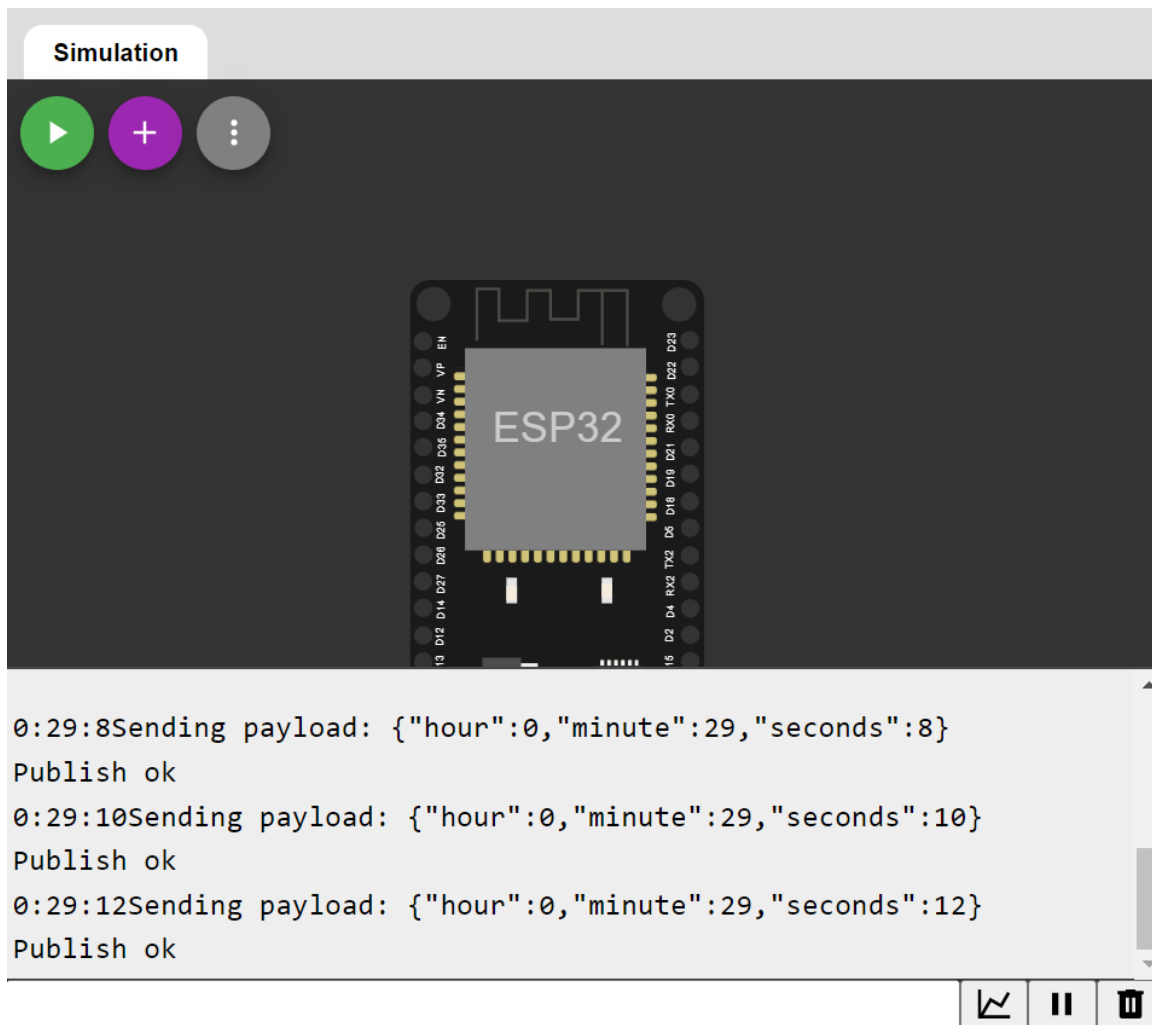 Simulation
EN
VP
VN
D34
D35
D32
D33
D25
D26
D27
D14
D12
13
ESP32
D23
D22
TX0
RX0
D21
D19
D18
D5
TX2
RX2
D4
D2
15
0:29:8Sending payload: {"hour":0,"minute":29,"seconds":8}
Publish ok
0:29:10Sending payload: {"hour":0,"minute":29,"seconds":10}
Publish ok
0:29:12Sending payload: {"hour":0,"minute":29,"seconds":12}
Publish ok